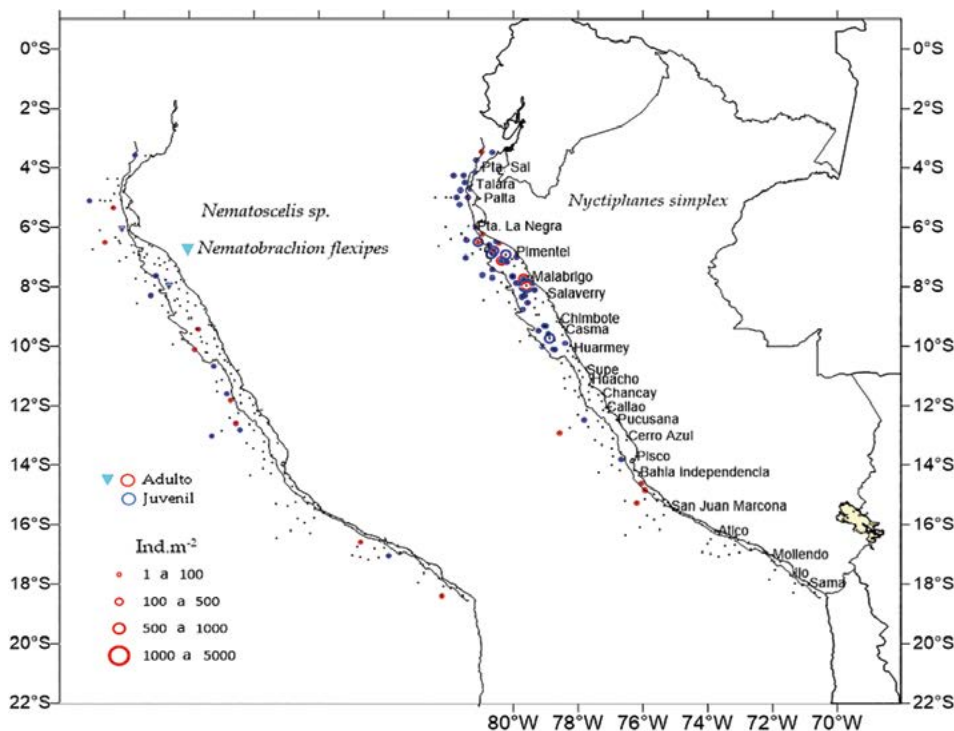 0°S
2°S
4°S
6°S
8°S
10°S
12°S
14°S
16°S
18°S
20°S
22°S
0°S
2°S
4°S
6°S
8°S
10°S
12°S
14°S
16°S
18°S
20°S
22°S
80°W
78°W
76°W
74°W
72°W
70°W
Nematoscelis sp.
Nematobrachion flexipes
Nyctiphanes simplex
Pta. Sal
Talara
Paita
Pta. La Negra
Pimentel
Malabrigo
Salaverry
Chimbote
Casma
Huarmey
Supe
Huacho
Chancay
Callao
Pucusana
Cerro Azul
Pisco
Bahia Independencia
San Juan Marcona
Atico
Mollendo
Ilo
Sama
Adulto
Juvenil
Ind.m⁻²
1 a 100
100 a 500
500 a 1000
1000 a 5000